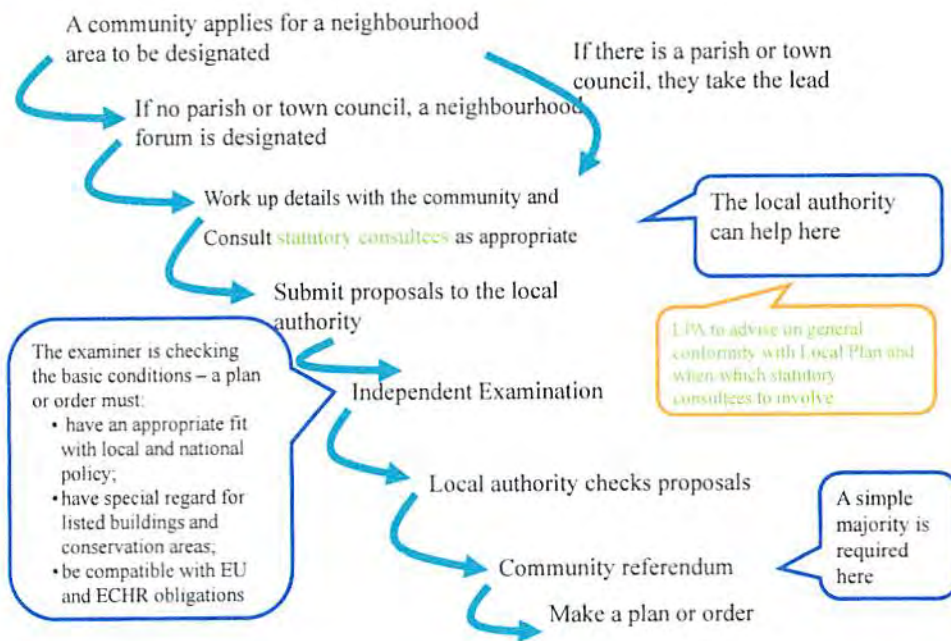 A community applies for a neighbourhood
area to be designated
If there is a parish or town
council, they take the lead
If no parish or town council, a neighbourhood
forum is designated
Work up details with the community and
Consult statutory consultees as appropriate
The local authority
can help here
Submit proposals to the local
authority
LPA to advise on general
conformity with Local Plan and
when which statutory
consultees to involve
The examiner is checking
the basic conditions – a plan
or order must:
• have an appropriate fit
with local and national
policy;
• have special regard for
listed buildings and
conservation areas;
• be compatible with EU
and ECHR obligations
Independent Examination
Local authority checks proposals
A simple
majority is
required
here
Community referendum
Make a plan or order